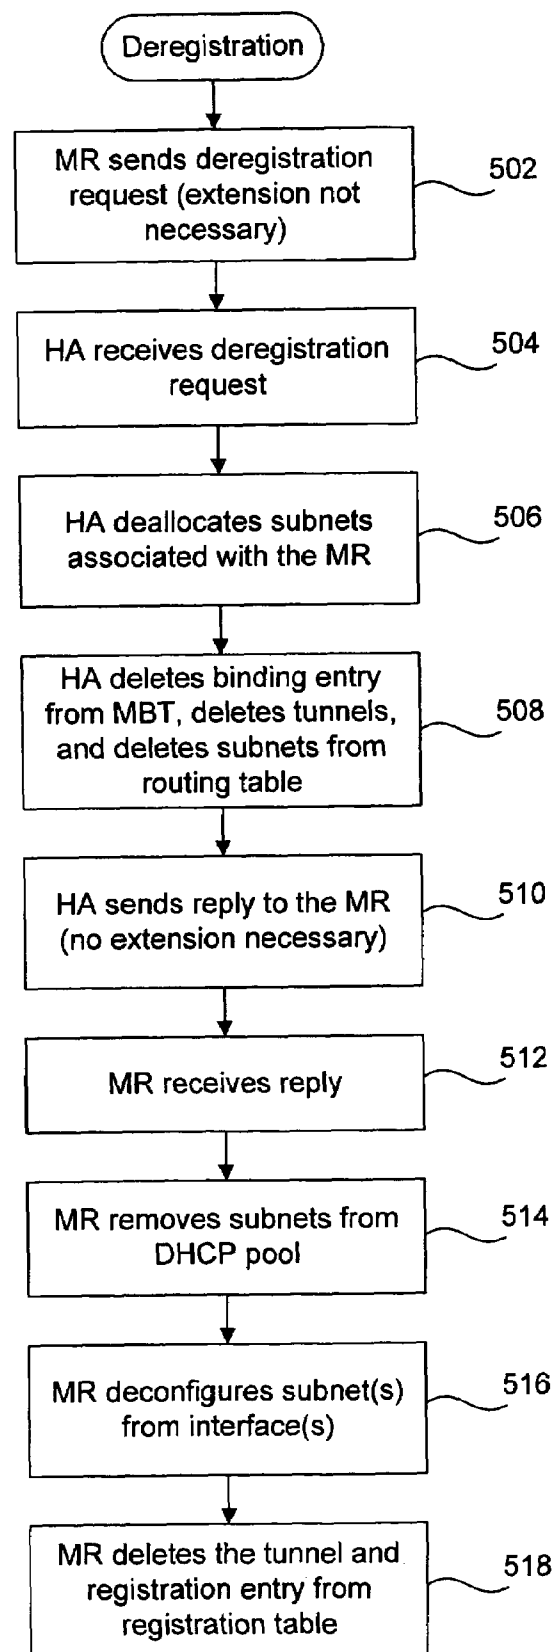 Deregistration
MR sends deregistration
request (extension not
necessary)
502
HA receives deregistration
request
504
HA deallocates subnets
associated with the MR
506
HA deletes binding entry
from MBT, deletes tunnels,
and deletes subnets from
routing table
508
HA sends reply to the MR
(no extension necessary)
510
MR receives reply
512
MR removes subnets from
DHCP pool
514
MR deconfigures subnet(s)
from interface(s)
516
MR deletes the tunnel and
registration entry from
registration table
518